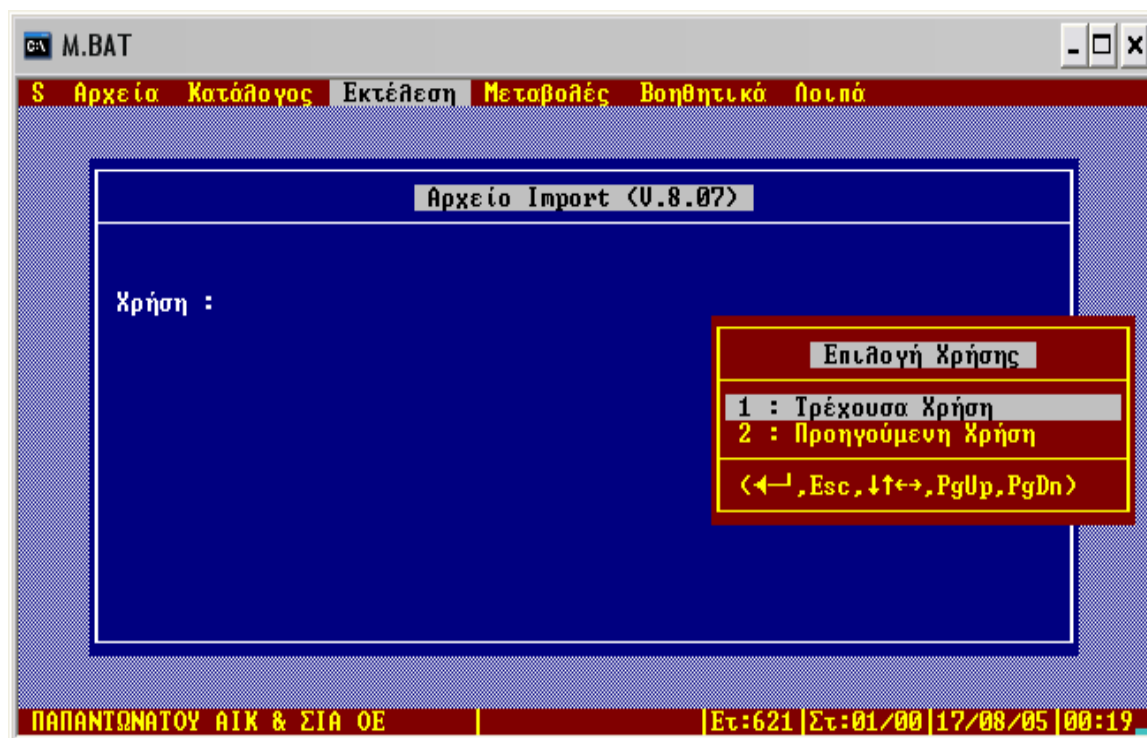 M.BAT
S Αρχεία Κατάλογος Εκτέλεση Μεταβολές Βοηθητικά Λοιπά
Αρχείο Import (V.8.07)
Χρήση :
Επιλογή Χρήσης
1 : Τρέχουσα Χρήση
2 : Προηγούμενη Χρήση
(◄─┘,Esc,↓↑←→,PgUp,PgDn)
ΠΑΠΑΝΤΩΝΑΤΟΥ ΑΙΚ & ΣΙΑ ΟΕ |Ετ:621|Στ:01/00|17/08/05|00:19